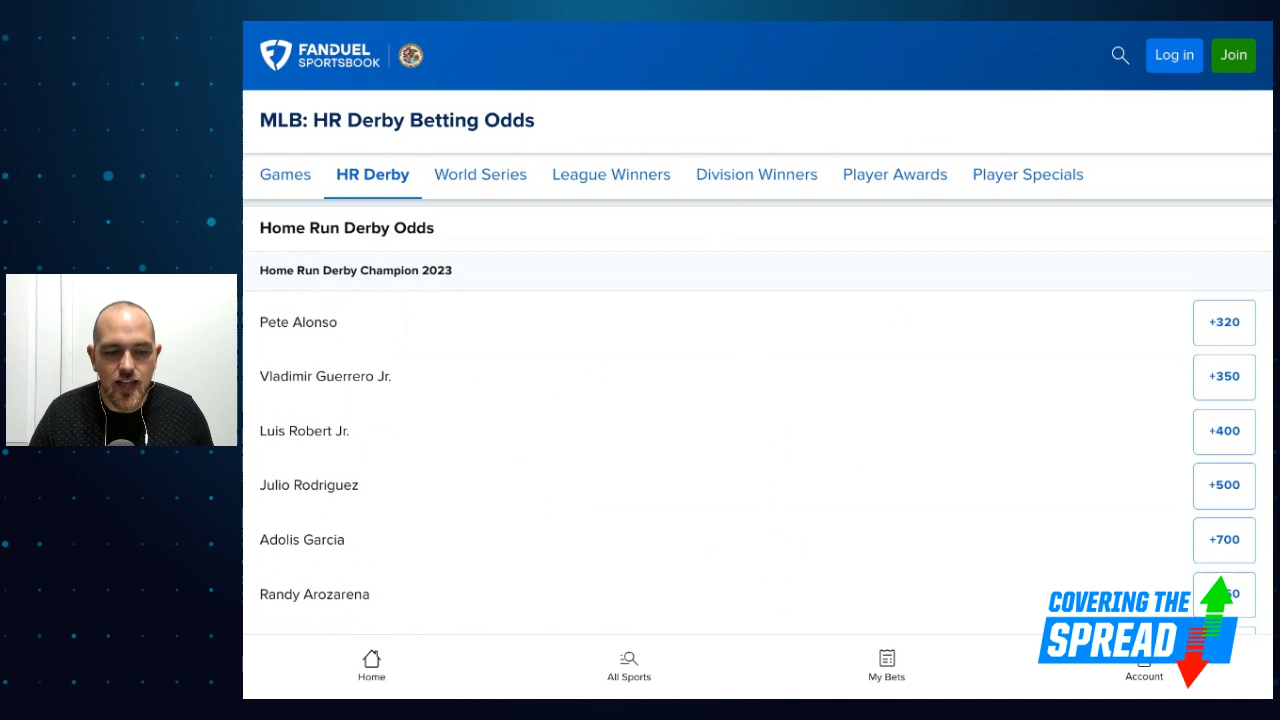 FANDUEL
SPORTSBOOK
Log in
Join
MLB: HR Derby Betting Odds
Games
HR Derby
World Series
League Winners
Division Winners
Player Awards
Player Specials
Home Run Derby Odds
Home Run Derby Champion 2023
Pete Alonso
+320
Vladimir Guerrero Jr.
+350
Luis Robert Jr.
+400
Julio Rodriguez
+500
Adolis Garcia
+700
Randy Arozarena
COVERING THE
SPREAD
Home
All Sports
My Bets
Account